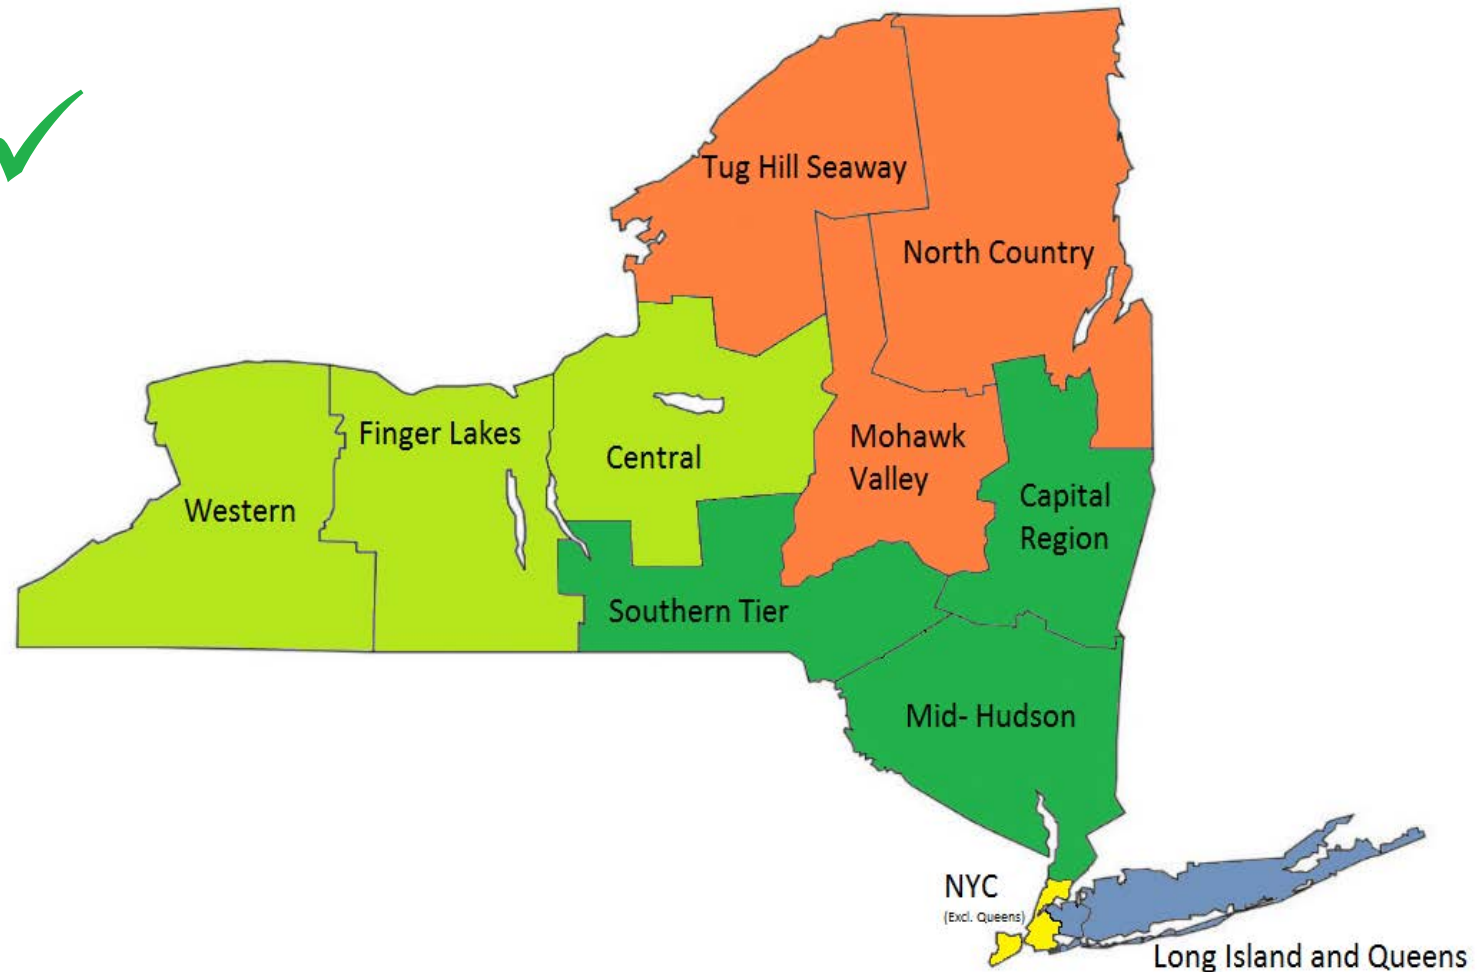 Tug Hill Seaway
North Country
Finger Lakes
Central
Mohawk
Valley
Western
Capital
Region
Southern Tier
Mid- Hudson
NYC
(Excl. Queens)
Long Island and Queens